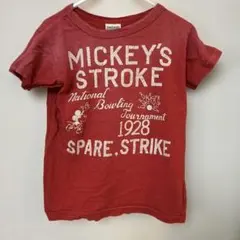 MICKEY'S
STROKE
National
Bowling
Tournament
1928
SPARE, STRIKE